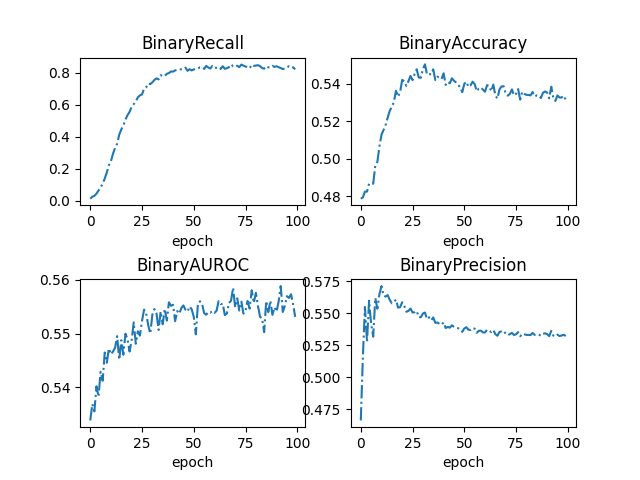 BinaryRecall
0.8
0.6
0.4
0.2
0.0
0 25 50 75 100
epoch
BinaryAccuracy
0.54
0.52
0.50
0.48
0 25 50 75 100
epoch
BinaryAUROC
0.56
0.55
0.54
0 25 50 75 100
epoch
BinaryPrecision
0.575
0.550
0.525
0.500
0.475
0 25 50 75 100
epoch